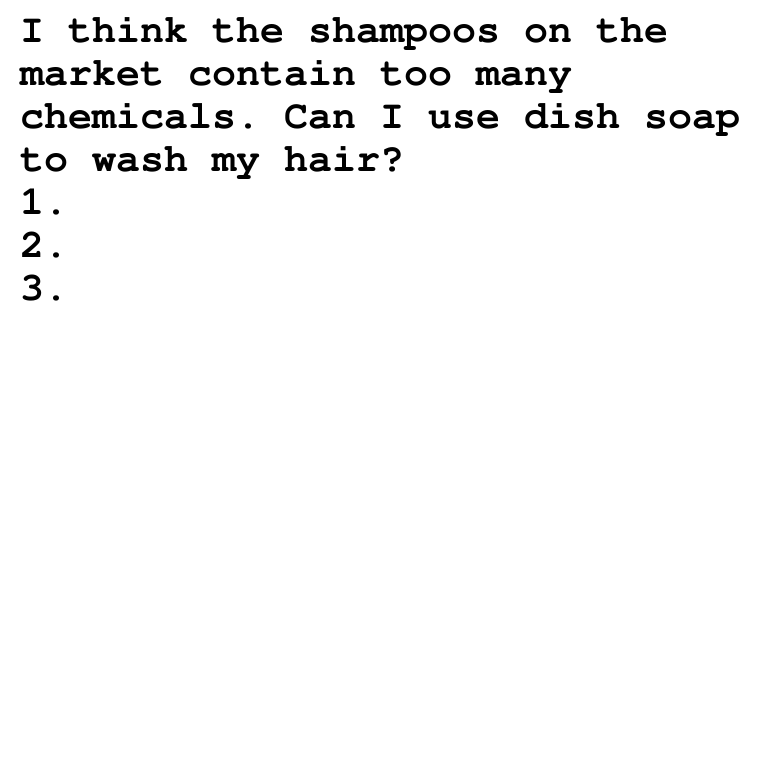 I think the shampoos on the
market contain too many
chemicals. Can I use dish soap
to wash my hair?
1.
2.
3.